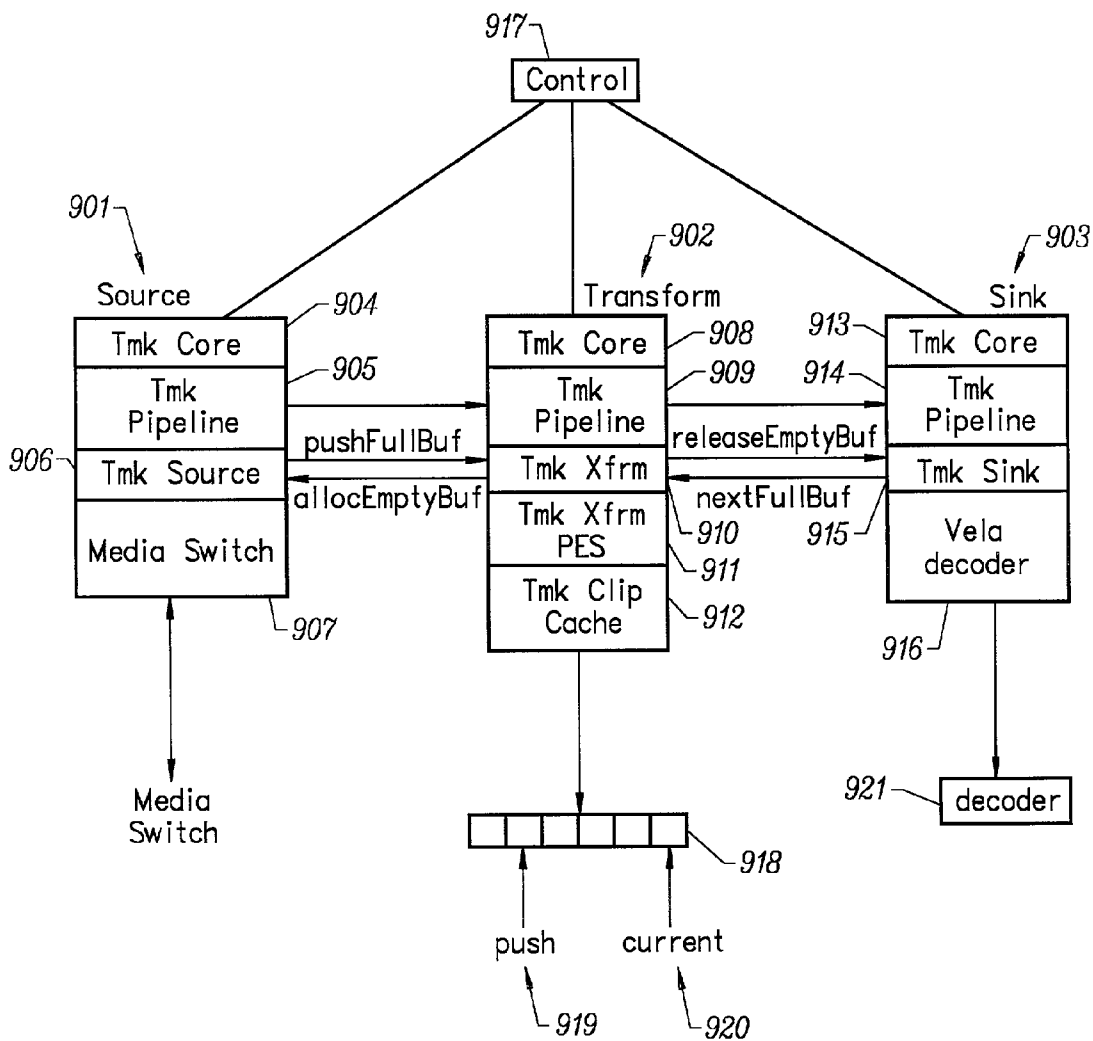 917
Control
901
902
903
Source
Transform
Sink
904
908
913
Tmk Core
Tmk Core
Tmk Core
905
909
914
Tmk
Pipeline
Tmk
Pipeline
Tmk
Pipeline
pushFullBuf
releaseEmptyBuf
906
Tmk Source
Tmk Xfrm
Tmk Sink
allocEmptyBuf
nextFullBuf
910
915
Media Switch
Tmk Xfrm
PES
Vela
decoder
911
Tmk Clip
Cache
912
907
916
Media
Switch
921
decoder
918
push
current
919
920